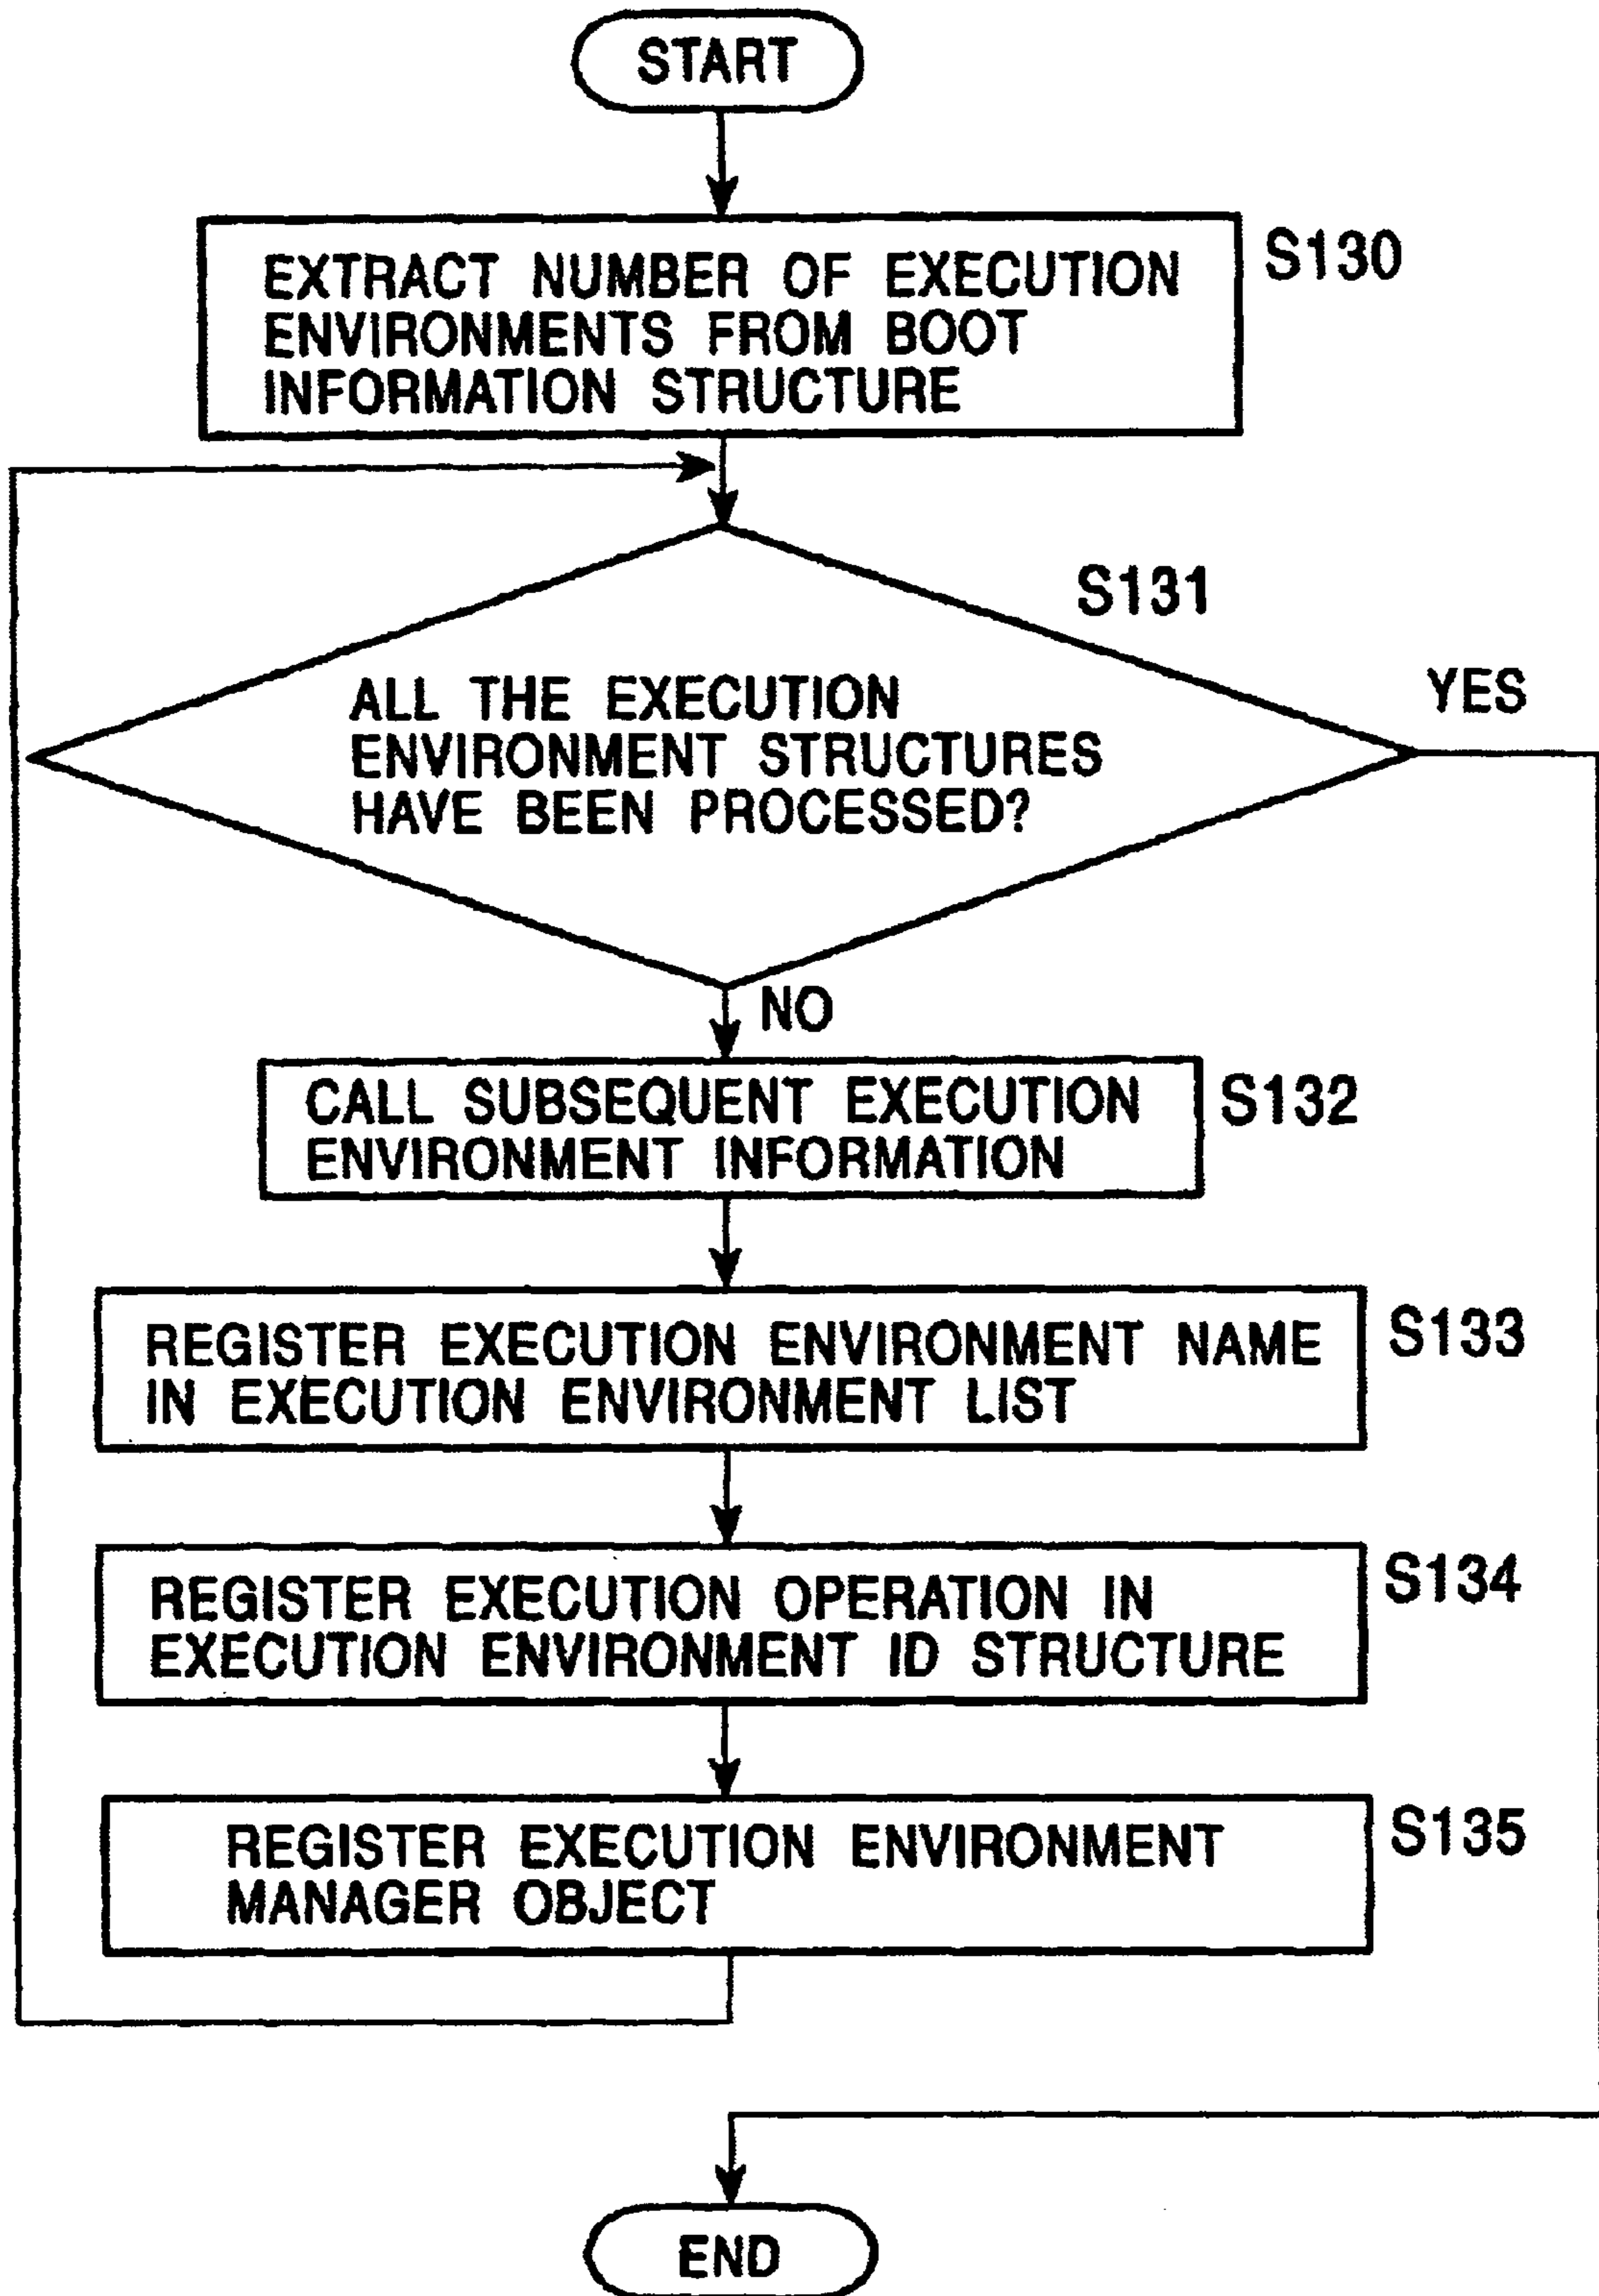 START
EXTRACT NUMBER OF EXECUTION
ENVIRONMENTS FROM BOOT
INFORMATION STRUCTURE
S130
S131
ALL THE EXECUTION
ENVIRONMENT STRUCTURES
HAVE BEEN PROCESSED?
YES
NO
CALL SUBSEQUENT EXECUTION
ENVIRONMENT INFORMATION
S132
REGISTER EXECUTION ENVIRONMENT NAME
IN EXECUTION ENVIRONMENT LIST
S133
REGISTER EXECUTION OPERATION IN
EXECUTION ENVIRONMENT ID STRUCTURE
S134
REGISTER EXECUTION ENVIRONMENT
MANAGER OBJECT
S135
END